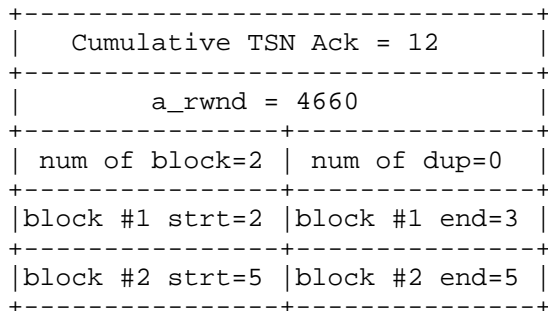 +--------------------------------+
|   Cumulative TSN Ack = 12      |
+--------------------------------+
|        a_rwnd = 4660           |
+----------------+---------------+
| num of block=2 | num of dup=0  |
+----------------+---------------+
|block #1 strt=2 |block #1 end=3 |
+----------------+---------------+
|block #2 strt=5 |block #2 end=5 |
+----------------+---------------+